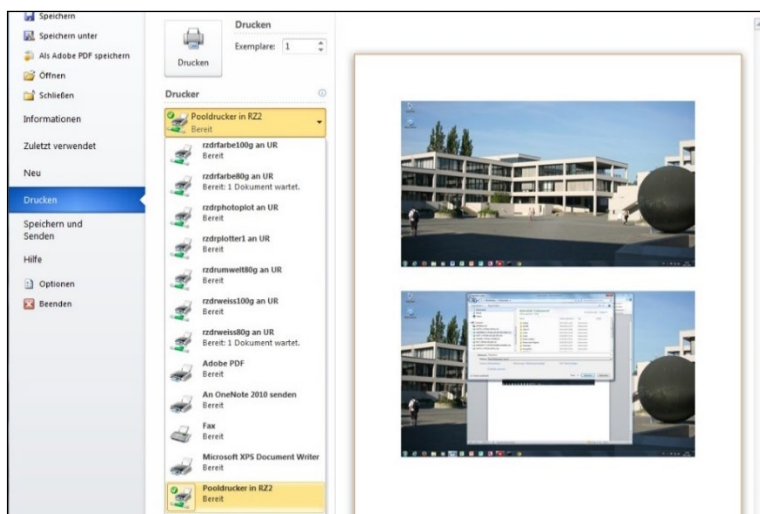 Speichern
Speichern unter
Als Adobe PDF speichern
Öffnen
Schließen
Informationen
Zuletzt verwendet
Neu
Drucken
Speichern und
Senden
Hilfe
Optionen
Beenden
Drucken
Drucken
Exemplare: 1
Drucker
Pooldrucker in RZ2
Bereit
rzdrfarbe100g an UR
Bereit
rzdrfarbe80g an UR
Bereit: 1 Dokument wartet.
rzdrphotoplot an UR
Bereit
rzdrplotter1 an UR
Bereit
rzdrumwelt80g an UR
Bereit
rzdrweiss100g an UR
Bereit
rzdrweiss80g an UR
Bereit: 1 Dokument wartet.
Adobe PDF
Bereit
An OneNote 2010 senden
Bereit
Fax
Bereit
Microsoft XPS Document Writer
Bereit
Pooldrucker in RZ2
Bereit